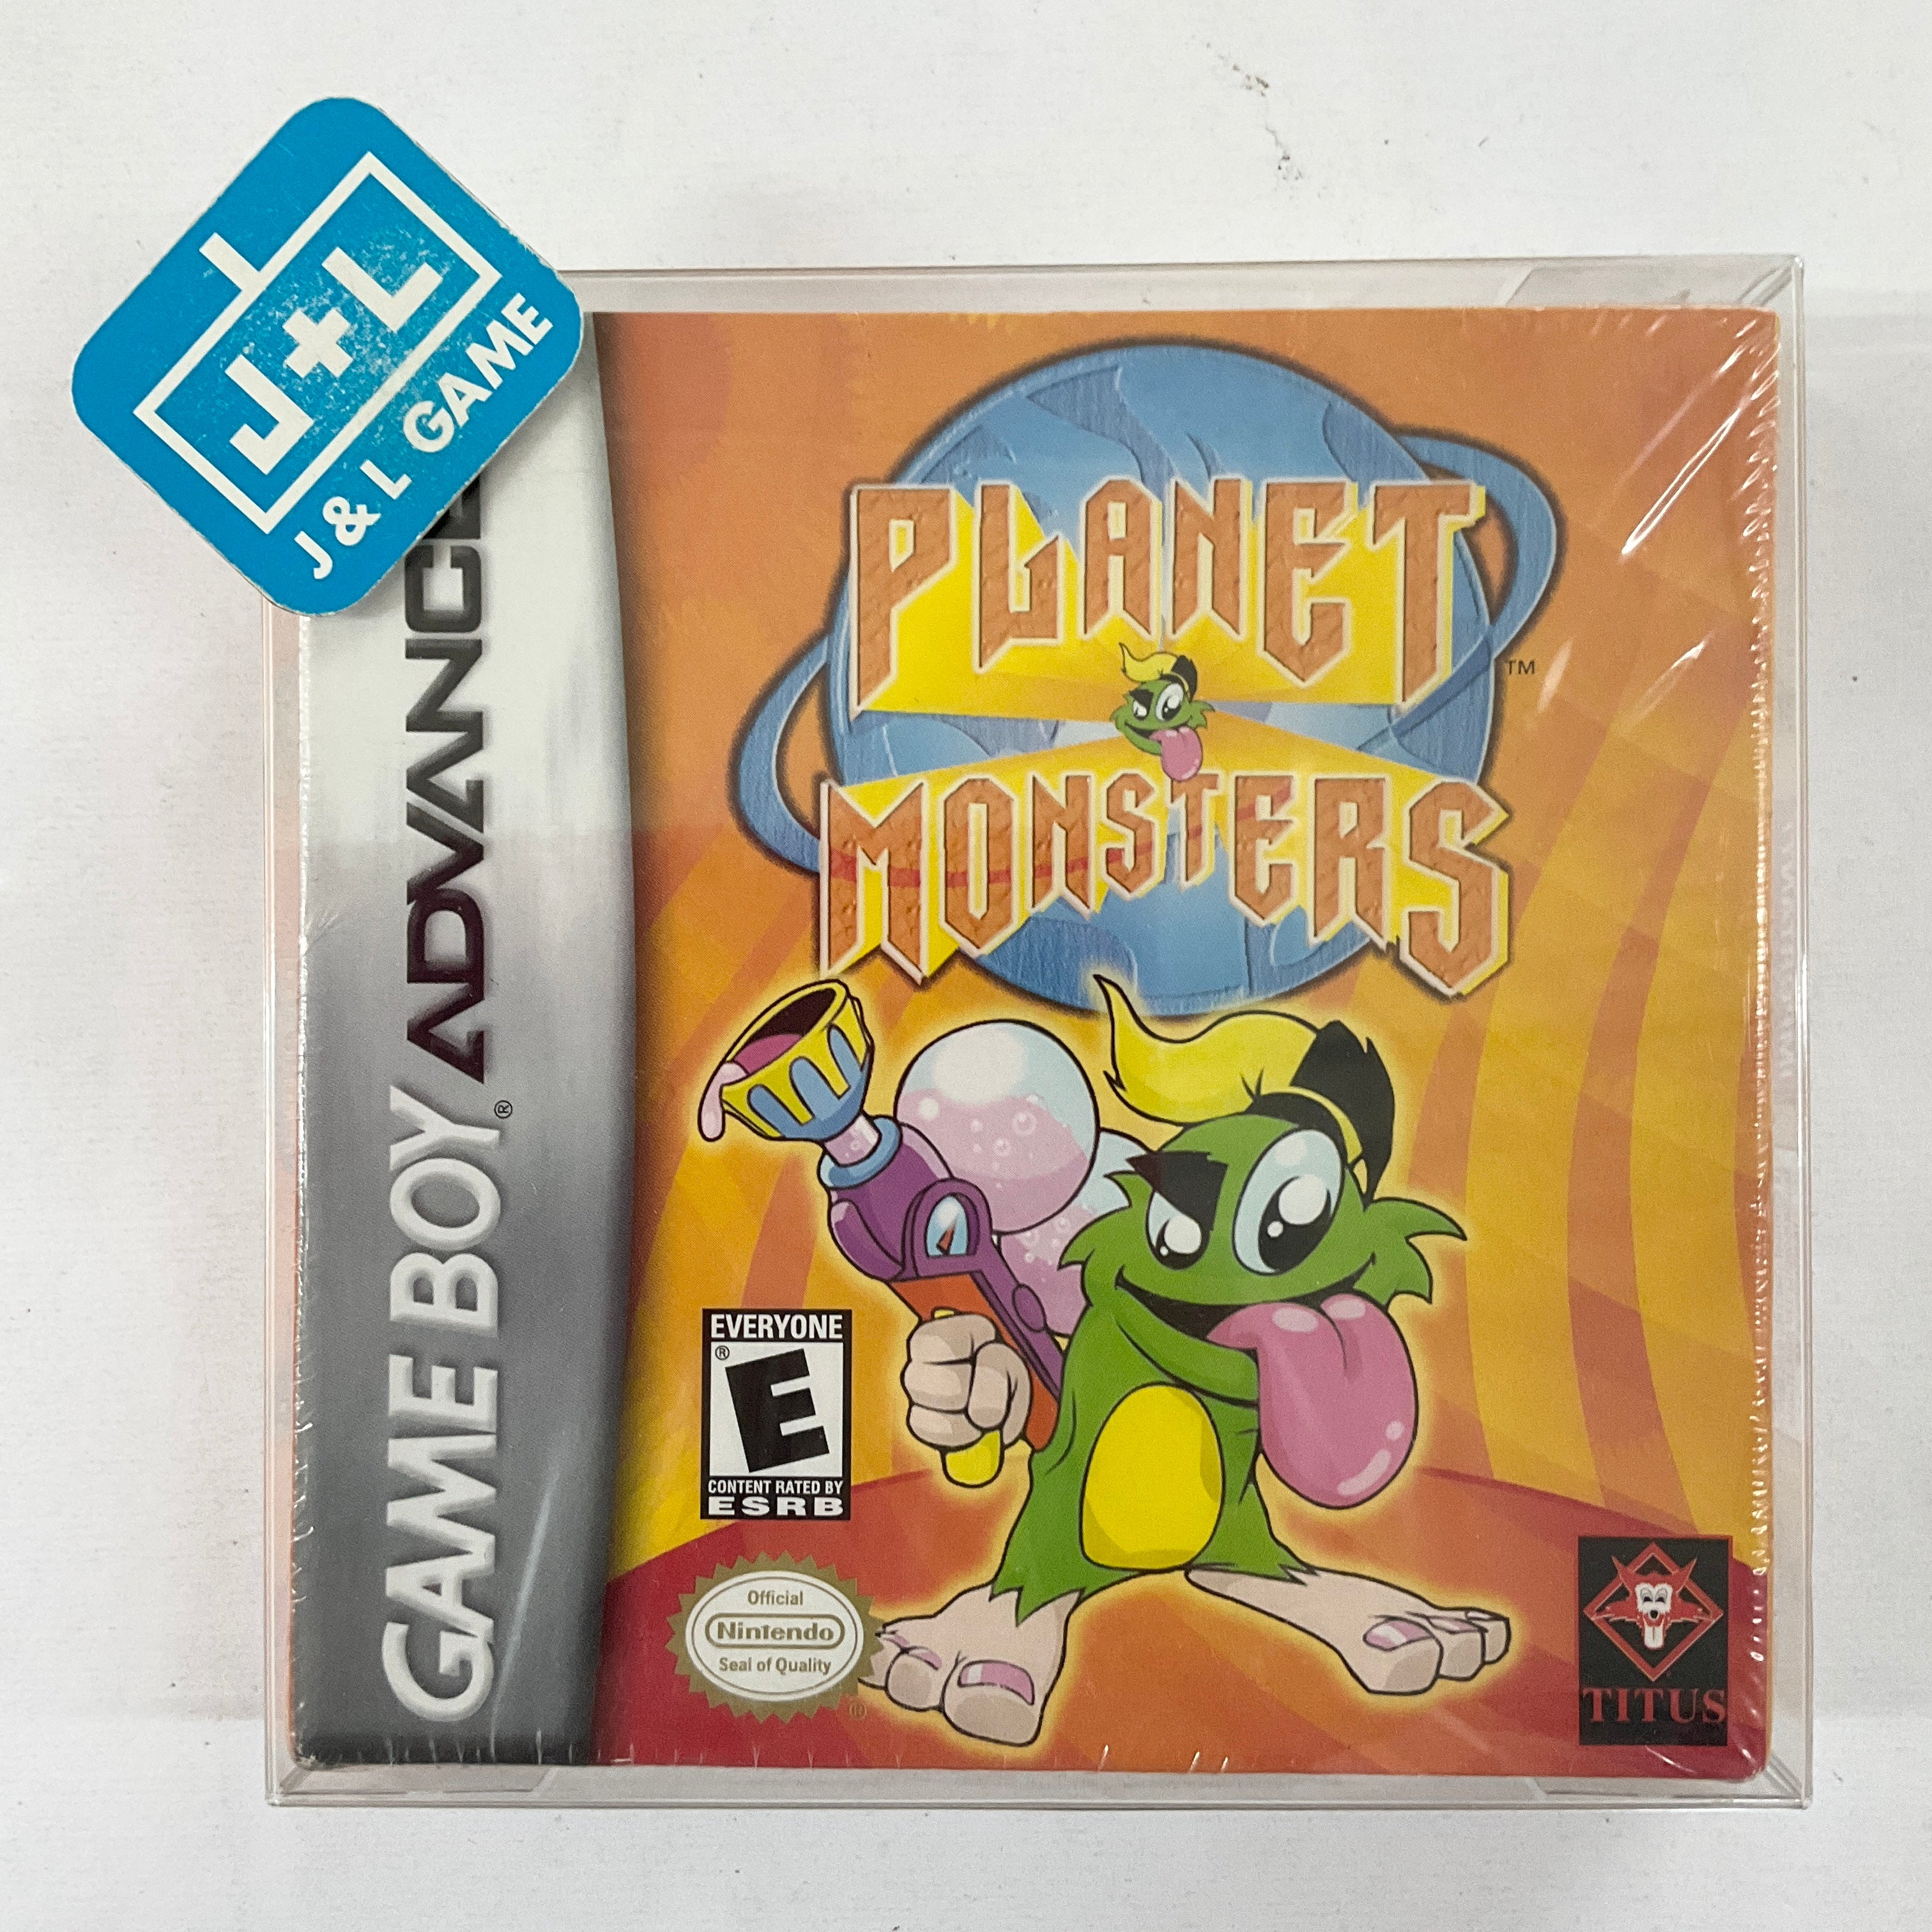 J+L
J & L GAME
GAME BOY ADVANCE
®
PLANET
TM
MONSTERS
EVERYONE
®
E
CONTENT RATED BY
ESRB
Official
Nintendo
Seal of Quality
®
TITUS